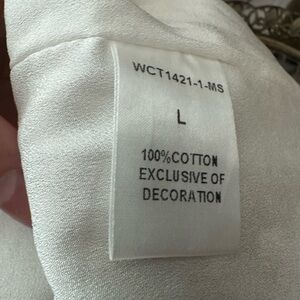 WCT1421-1-MS
L
100%COTTON
EXCLUSIVE OF
DECORATION